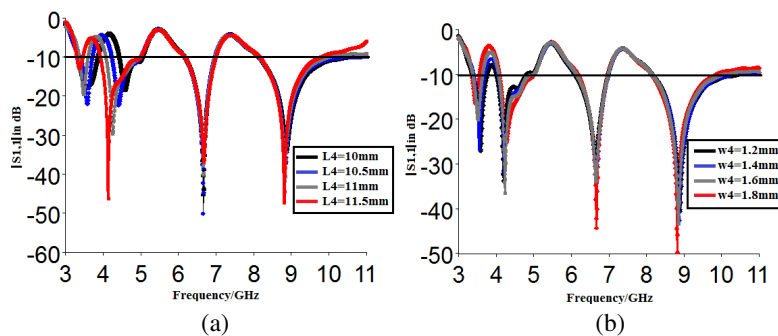 0
-10
-20
-30
-40
-50
-60
|S1.1|in dB
L4=10mm
L4=10.5mm
L4=11mm
L4=11.5mm
3 4 5 6 7 8 9 10 11
Frequency/GHz
(a)
0
-10
-20
-30
-40
-50
|S1.1|in dB
w4=1.2mm
w4=1.4mm
w4=1.6mm
w4=1.8mm
3 4 5 6 7 8 9 10 11
Frequency/GHz
(b)